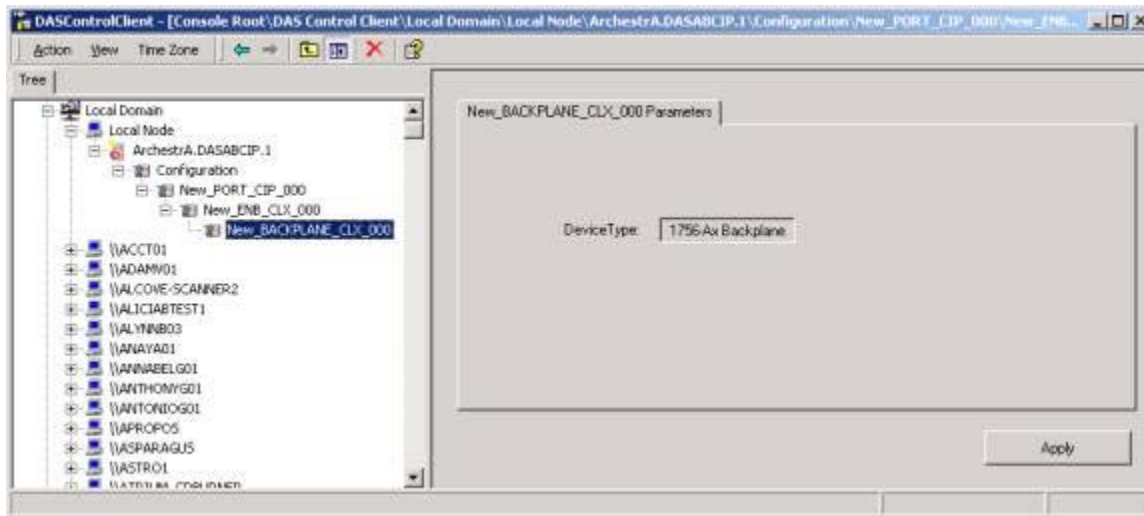 DASControlClient - [Console Root\DAS Control Client\Local Domain\Local Node\ArchestrA.DASABCIP.1\Configuration\New_PORT_CIP_000\New_ENB...
Action View Time Zone
Tree
Local Domain
Local Node
ArchestrA.DASABCIP.1
Configuration
New_PORT_CIP_000
New_ENB_CLX_000
New_BACKPLANE_CLX_000
\\ACCT01
\\ADAMV01
\\ALCOVE-SCANNER2
\\ALICIABTEST1
\\ALYNNB03
\\ANAYA01
\\ANNABELG01
\\ANTHONYG01
\\ANTONIOG01
\\APROPOS
\\ASPARAGUS
\\ASTRO1
New_BACKPLANE_CLX_000 Parameters
DeviceType: 1756-Ax Backplane
Apply